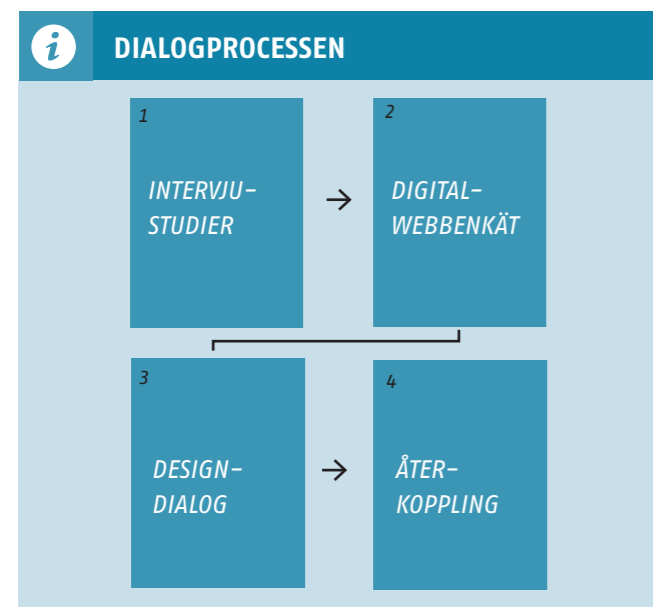 i
DIALOGPROCESSEN
1
INTERVJU–
STUDIER
→
2
DIGITAL–
WEBBENKÄT
3
DESIGN–
DIALOG
→
4
ÅTER–
KOPPLING